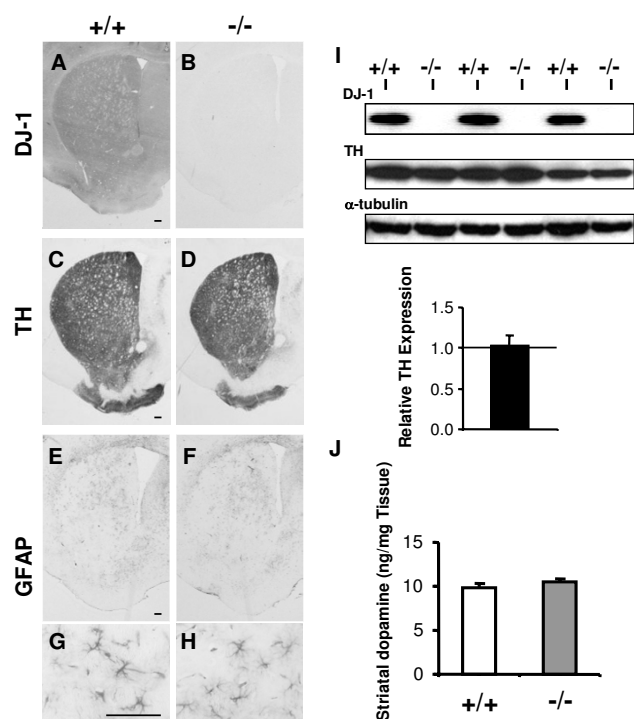 +/+ -/-
A B
DJ-1
C D
TH
E F
GFAP
G H
I
+/+ -/- +/+ -/- +/+ -/-
DJ-1
TH
α-tubulin
Relative TH Expression
1.5
1.0
0.5
0.0
J
Striatal dopamine (ng/mg Tissue)
15
10
5
0
+/+ -/-